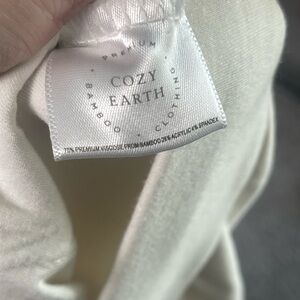 PREMIUM
COZY
EARTH
BAMBOO
CLOTHING
PREMIUM VISCOSE FROM BAMBOO ACRYLIC SPANDEX